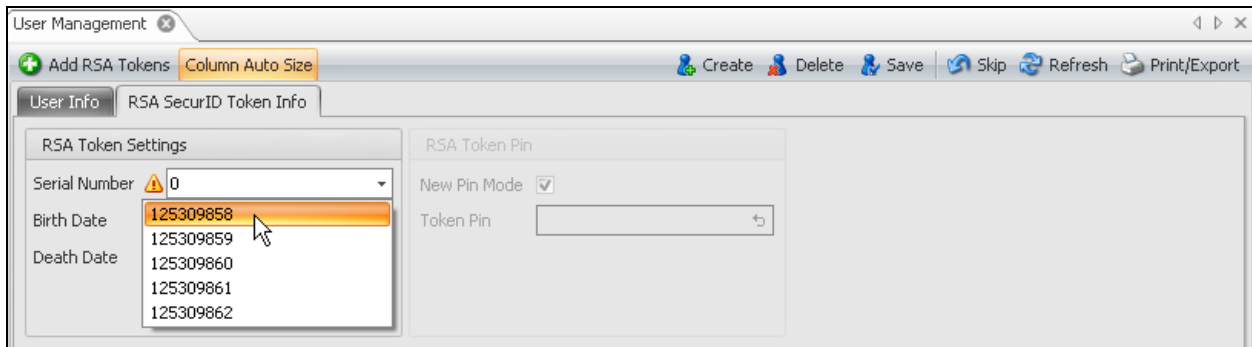 User Management
Add RSA Tokens Column Auto Size Create Delete Save Skip Refresh Print/Export
User Info RSA SecurID Token Info
RSA Token Settings RSA Token Pin
Serial Number 0 New Pin Mode
Birth Date 125309858 Token Pin
125309859
Death Date 125309860
125309861
125309862